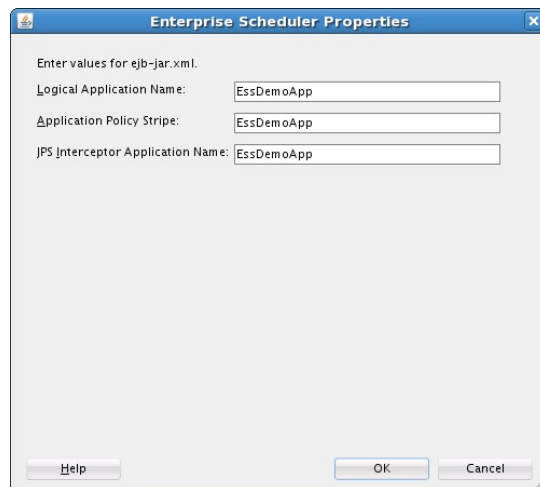 Enterprise Scheduler Properties
Enter values for ejb-jar.xml.
Logical Application Name: EssDemoApp
Application Policy Stripe: EssDemoApp
JPS Interceptor Application Name: EssDemoApp
Help OK Cancel